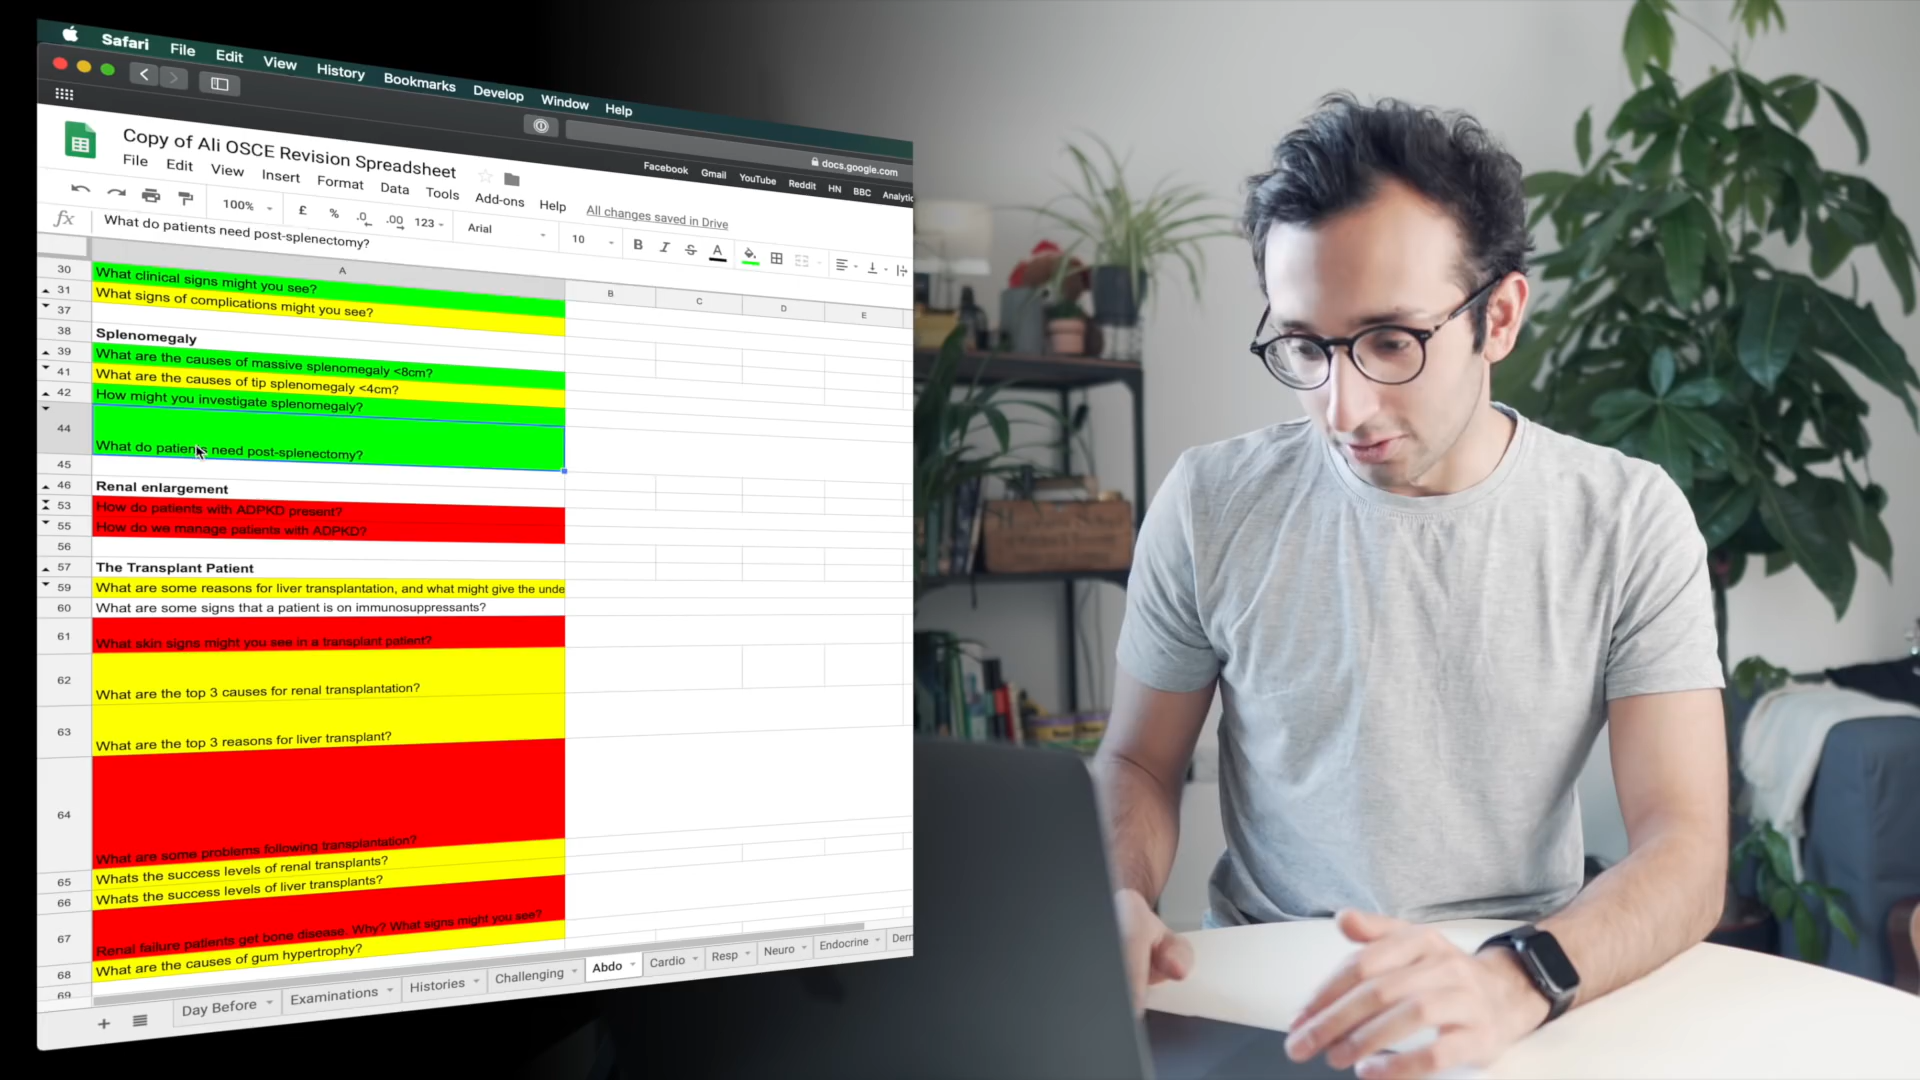 Safari File Edit View History Bookmarks Develop Window Help
docs.google.com
Facebook Gmail YouTube Reddit HN BBC
Copy of Ali OSCE Revision Spreadsheet
File Edit View Insert Format Data Tools Add-ons Help All changes saved in Drive
100% £ % .0 .00 123 Arial 10 B I S A
fx What do patients need post-splenectomy?
A B C D E
30 What clinical signs might you see?
31 What signs of complications might you see?
37
38 Splenomegaly
39 What are the causes of massive splenomegaly <8cm?
41 What are the causes of tip splenomegaly <4cm?
42 How might you investigate splenomegaly?
44 What do patients need post-splenectomy?
45
46 Renal enlargement
53 How do patients with ADPKD present?
55 How do we manage patients with ADPKD?
56
57 The Transplant Patient
59 What are some reasons for liver transplantation, and what might give the unde
60 What are some signs that a patient is on immunosuppressants?
61 What skin signs might you see in a transplant patient?
62 What are the top 3 causes for renal transplantation?
63 What are the top 3 reasons for liver transplant?
64 What are some problems following transplantation?
65 Whats the success levels of renal transplants?
66 Whats the success levels of liver transplants?
67 Renal failure patients get bone disease. Why? What signs might you see?
68 What are the causes of gum hypertrophy?
69
Day Before Examinations Histories Challenging Abdo Cardio Resp Neuro Endocrine